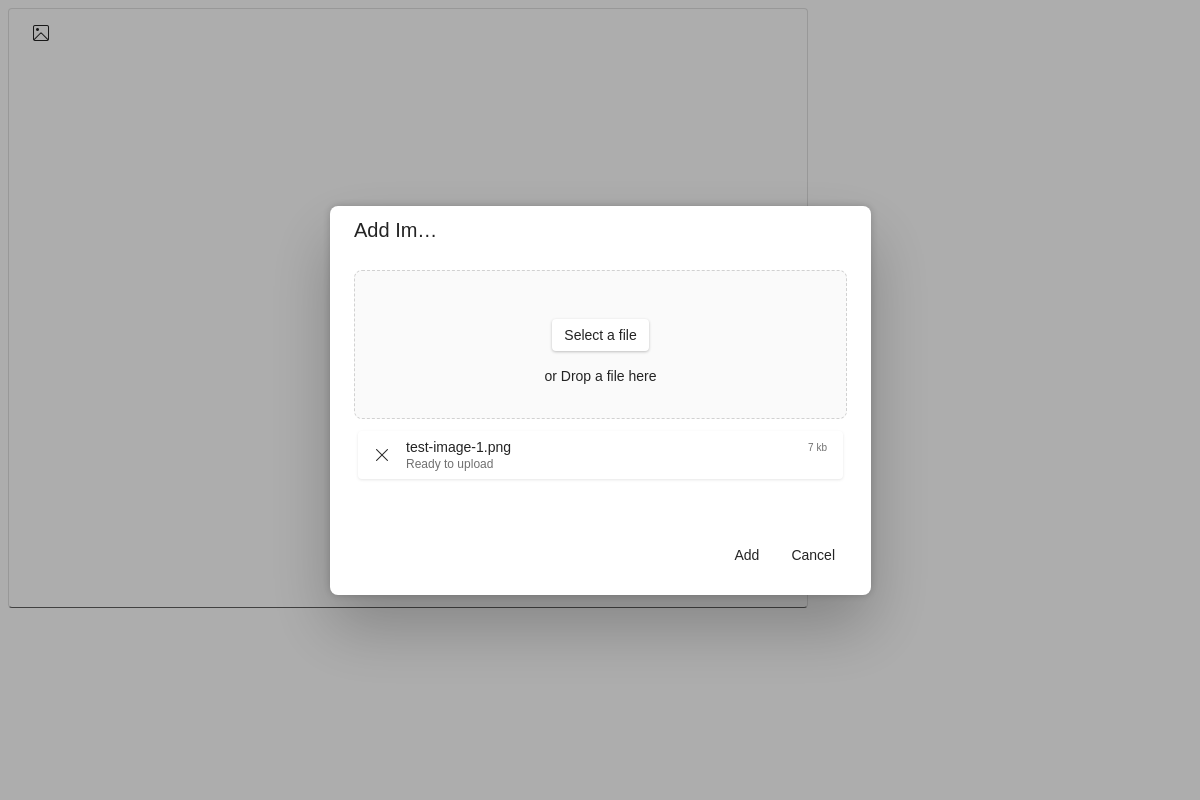 Add Im…
Select a file
or Drop a file here
test-image-1.png
7 kb
Ready to upload
Add
Cancel